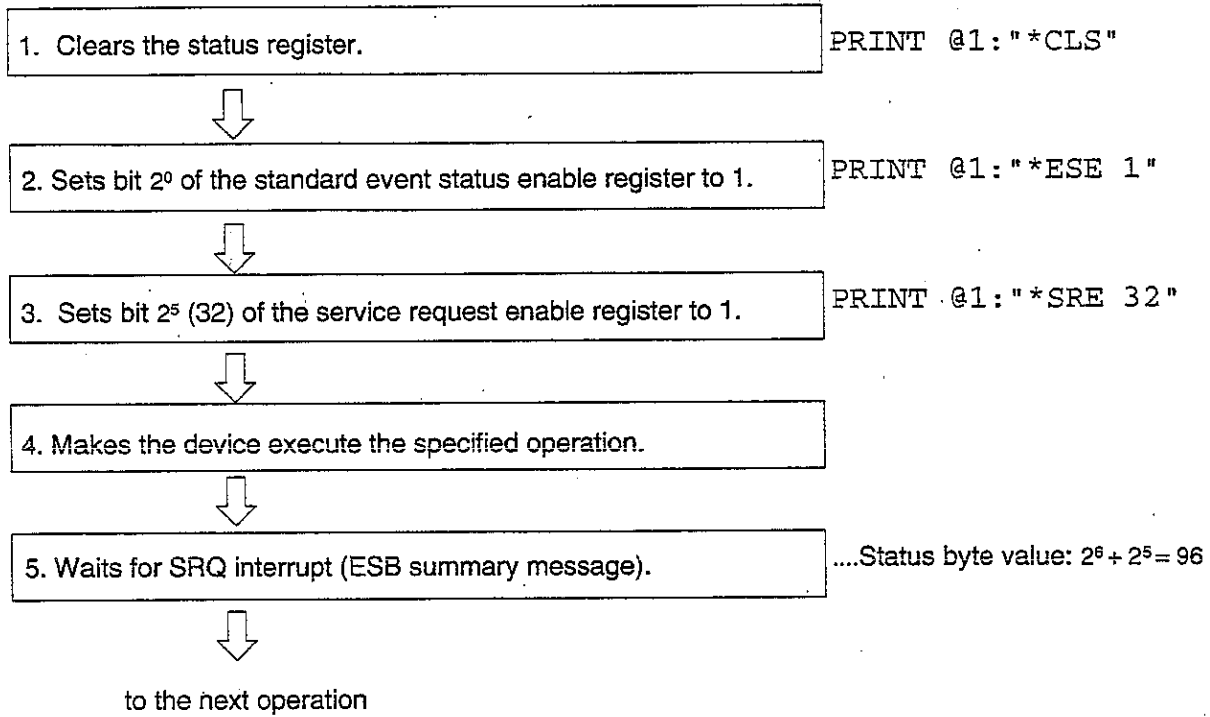 1. Clears the status register.
PRINT @1:"*CLS"
2. Sets bit 2⁰ of the standard event status enable register to 1.
PRINT @1:"*ESE 1"
3. Sets bit 2⁵ (32) of the service request enable register to 1.
PRINT @1:"*SRE 32"
4. Makes the device execute the specified operation.
5. Waits for SRQ interrupt (ESB summary message).
....Status byte value: 2⁶ + 2⁵ = 96
to the next operation